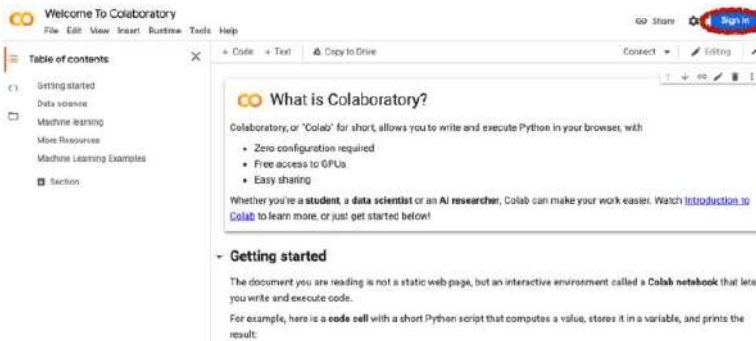 Welcome To Colaboratory
File Edit View Insert Runtime Tools Help
Share
Sign in
Table of contents
+ Code + Text
Copy to Drive
Connect
Editing
Getting started
Data science
Machine learning
More Resources
Machine Learning Examples
Section
CO What is Colaboratory?
Colaboratory, or "Colab" for short, allows you to write and execute Python in your browser, with
• Zero configuration required
• Free access to GPUs
• Easy sharing
Whether you're a student, a data scientist or an AI researcher, Colab can make your work easier. Watch Introduction to
Colab to learn more, or just get started below!
Getting started
The document you are reading is not a static web page, but an interactive environment called a Colab notebook that lets
you write and execute code.
For example, here is a code cell with a short Python script that computes a value, stores it in a variable, and prints the
result: